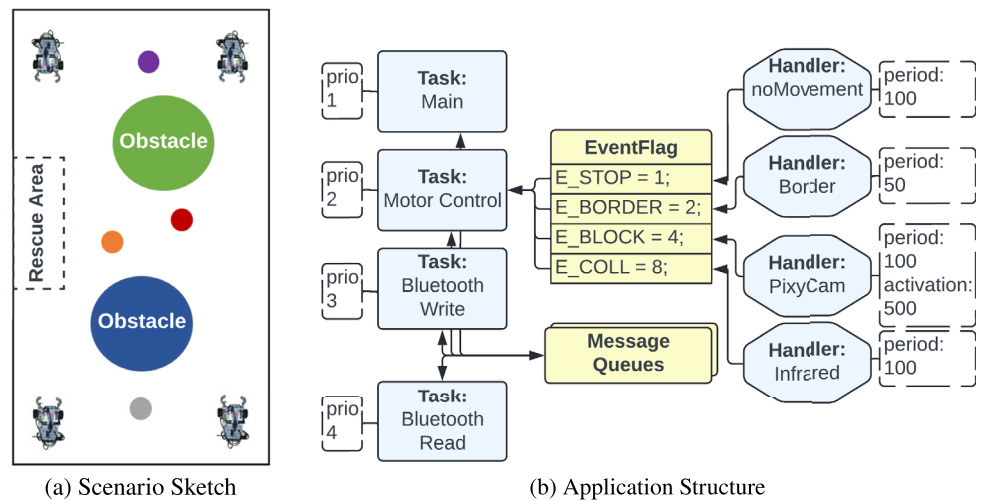 Obstacle
Rescue Area
Obstacle
(a) Scenario Sketch
prio
1
Task:
Main
prio
2
Task:
Motor Control
prio
3
Task:
Bluetooth
Write
prio
4
Task:
Bluetooth
Read
EventFlag
E_STOP = 1;
E_BORDER = 2;
E_BLOCK = 4;
E_COLL = 8;
Message
Queues
Handler:
noMovement
period:
100
Handler:
Border
period:
50
Handler:
PixyCam
period:
100
activation:
500
Handler:
Infrared
period:
100
(b) Application Structure